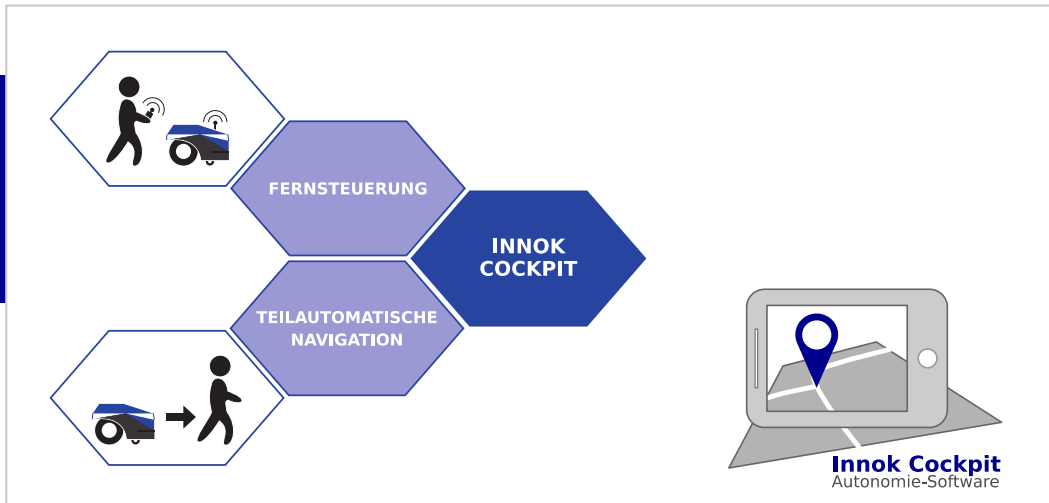 FERNSTEUERUNG
INNOK
COCKPIT
TEILAUTOMATISCHE
NAVIGATION
Innok Cockpit
Autonomie-Software